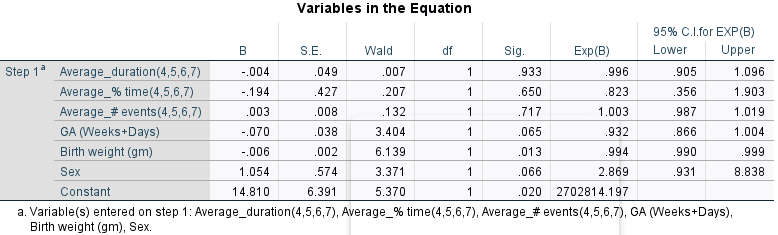 Variables in the Equation
95% C.I.for EXP(B)
B S.E. Wald df Sig. Exp(B) Lower Upper
Step 1a Average_duration(4,5,6,7) -.004 .049 .007 1 .933 .996 .905 1.096
Average_% time(4,5,6,7) -.194 .427 .207 1 .650 .823 .356 1.903
Average_# events(4,5,6,7) .003 .008 .132 1 .717 1.003 .987 1.019
GA (Weeks+Days) -.070 .038 3.404 1 .065 .932 .866 1.004
Birth weight (gm) -.006 .002 6.139 1 .013 .994 .990 .999
Sex 1.054 .574 3.371 1 .066 2.869 .931 8.838
Constant 14.810 6.391 5.370 1 .020 2702814.197
a. Variable(s) entered on step 1: Average_duration(4,5,6,7), Average_% time(4,5,6,7), Average_# events(4,5,6,7), GA (Weeks+Days),
Birth weight (gm), Sex.